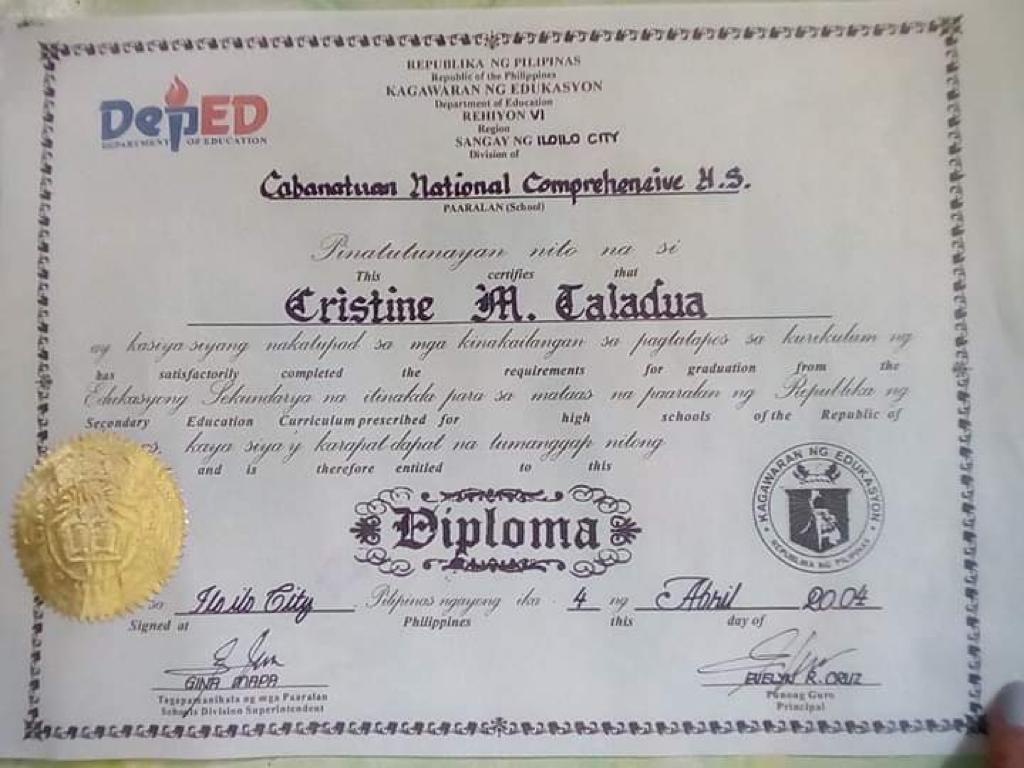 DepED
DEPARTMENT OF EDUCATION
REPUBLIKA NG PILIPINAS
Republic of the Philippines
KAGAWARAN NG EDUKASYON
Department of Education
REHIYON VI
Region
SANGAY NG ILOILO CITY
Division of
Cabanatuan National Comprehensive H.S.
PAARALAN (School)
Pinatutunayan nito na si
This certifies that
Cristine M. Taladua
ay kasiya-siyang nakatupad sa mga kinakailangan sa pagtatapos sa kurikulum ng
has satisfactorily completed the requirements for graduation from the
Edukasyong Sekundarya na itinakda para sa mataas na paaralan ng Republika ng
Secondary Education Curriculum prescribed for high schools of the Republic of
kaya siya'y karapat-dapat na tumanggap nitong
and is therefore entitled to this
Diploma
KAGAWARAN NG EDUKASYON
REPUBLIKA NG PILIPINAS
Sa Iloilo City Pilipinas ngayong ika - 4 ng Abril 2004
Signed at Philippines this day of
GINA MAPA
Tagapamanihala ng mga Paaralan
Schools Division Superintendent
EVELYN R. CRUZ
Punong Guro
Principal